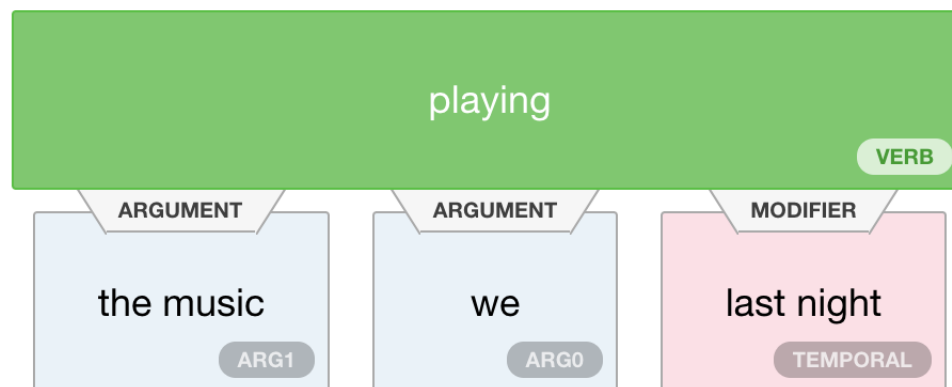 playing
VERB
ARGUMENT ARGUMENT MODIFIER
the music we last night
ARG1 ARG0 TEMPORAL